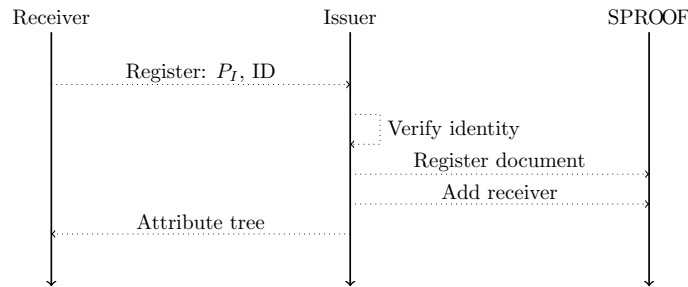 Receiver Issuer SPROOF
Register: P_I, ID
Verify identity
Register document
Add receiver
Attribute tree